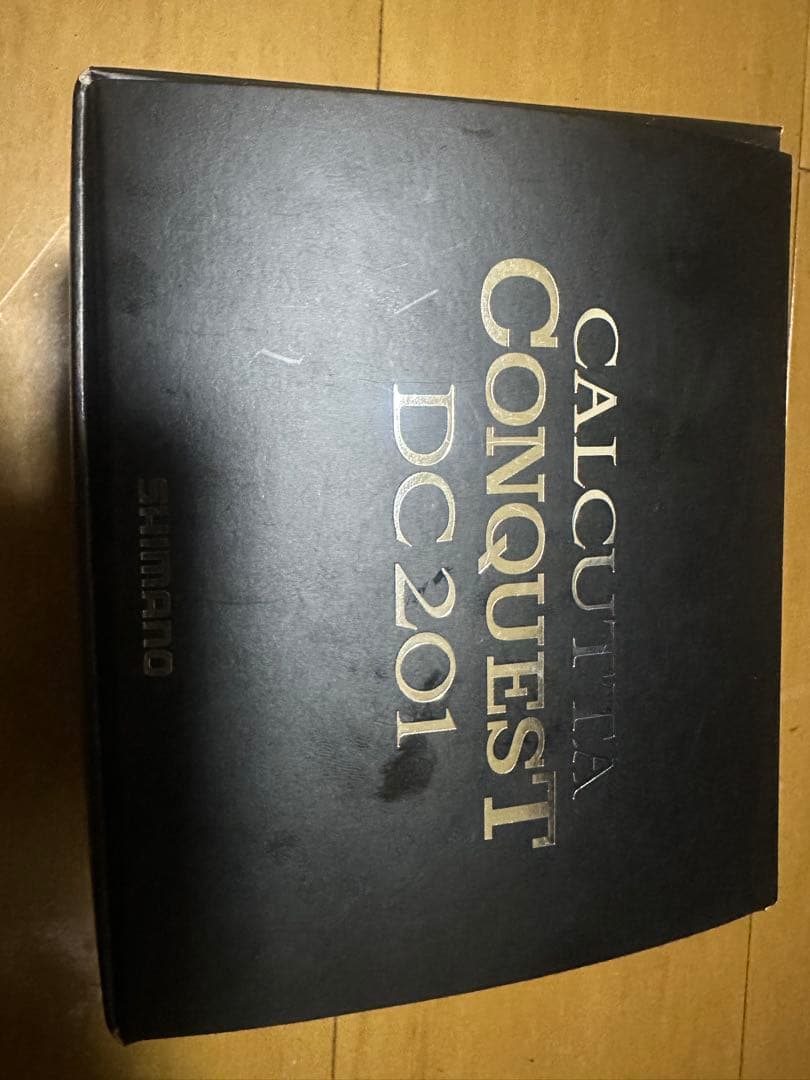 CALCUTTA
CONQUEST
DC 201
SHIMANO